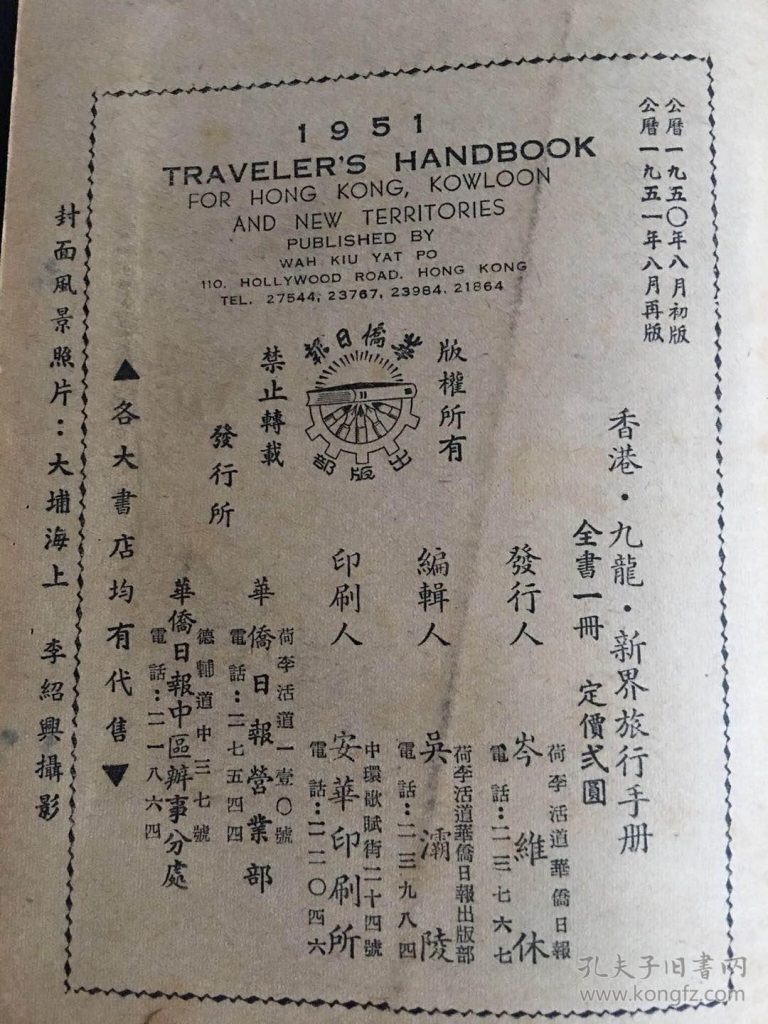 1951
TRAVELER'S HANDBOOK
FOR HONG KONG, KOWLOON
AND NEW TERRITORIES
PUBLISHED BY
WAH KIU YAT PO
110. HOLLYWOOD ROAD. HONG KONG
TEL. 27544, 23767, 23984. 21864
公曆一九五〇年八月初版
公曆一九五一年八月再版
香港·九龍·新界旅行手册
全書一冊 定價弍圓
版權所有
華僑日報
出版部
禁止轉載
發行人 岑維休
荷李活道華僑日報
電話:二三七六七
編輯人 吳灞陵
荷李活道華僑日報出版部
電話:二三九八四
印刷人 安華印刷所
中環歌賦街二十四號
電話:二二〇四六
發行所
華僑日報營業部
荷李活道一壹〇號
電話:二七五四四
華僑日報中區辦事分處
德輔道中三七號
電話:二一八六四
▲各大書店均有代售▼
封面風景照片:大埔海上 李紹興攝影
孔夫子旧書网
www.kongfz.com